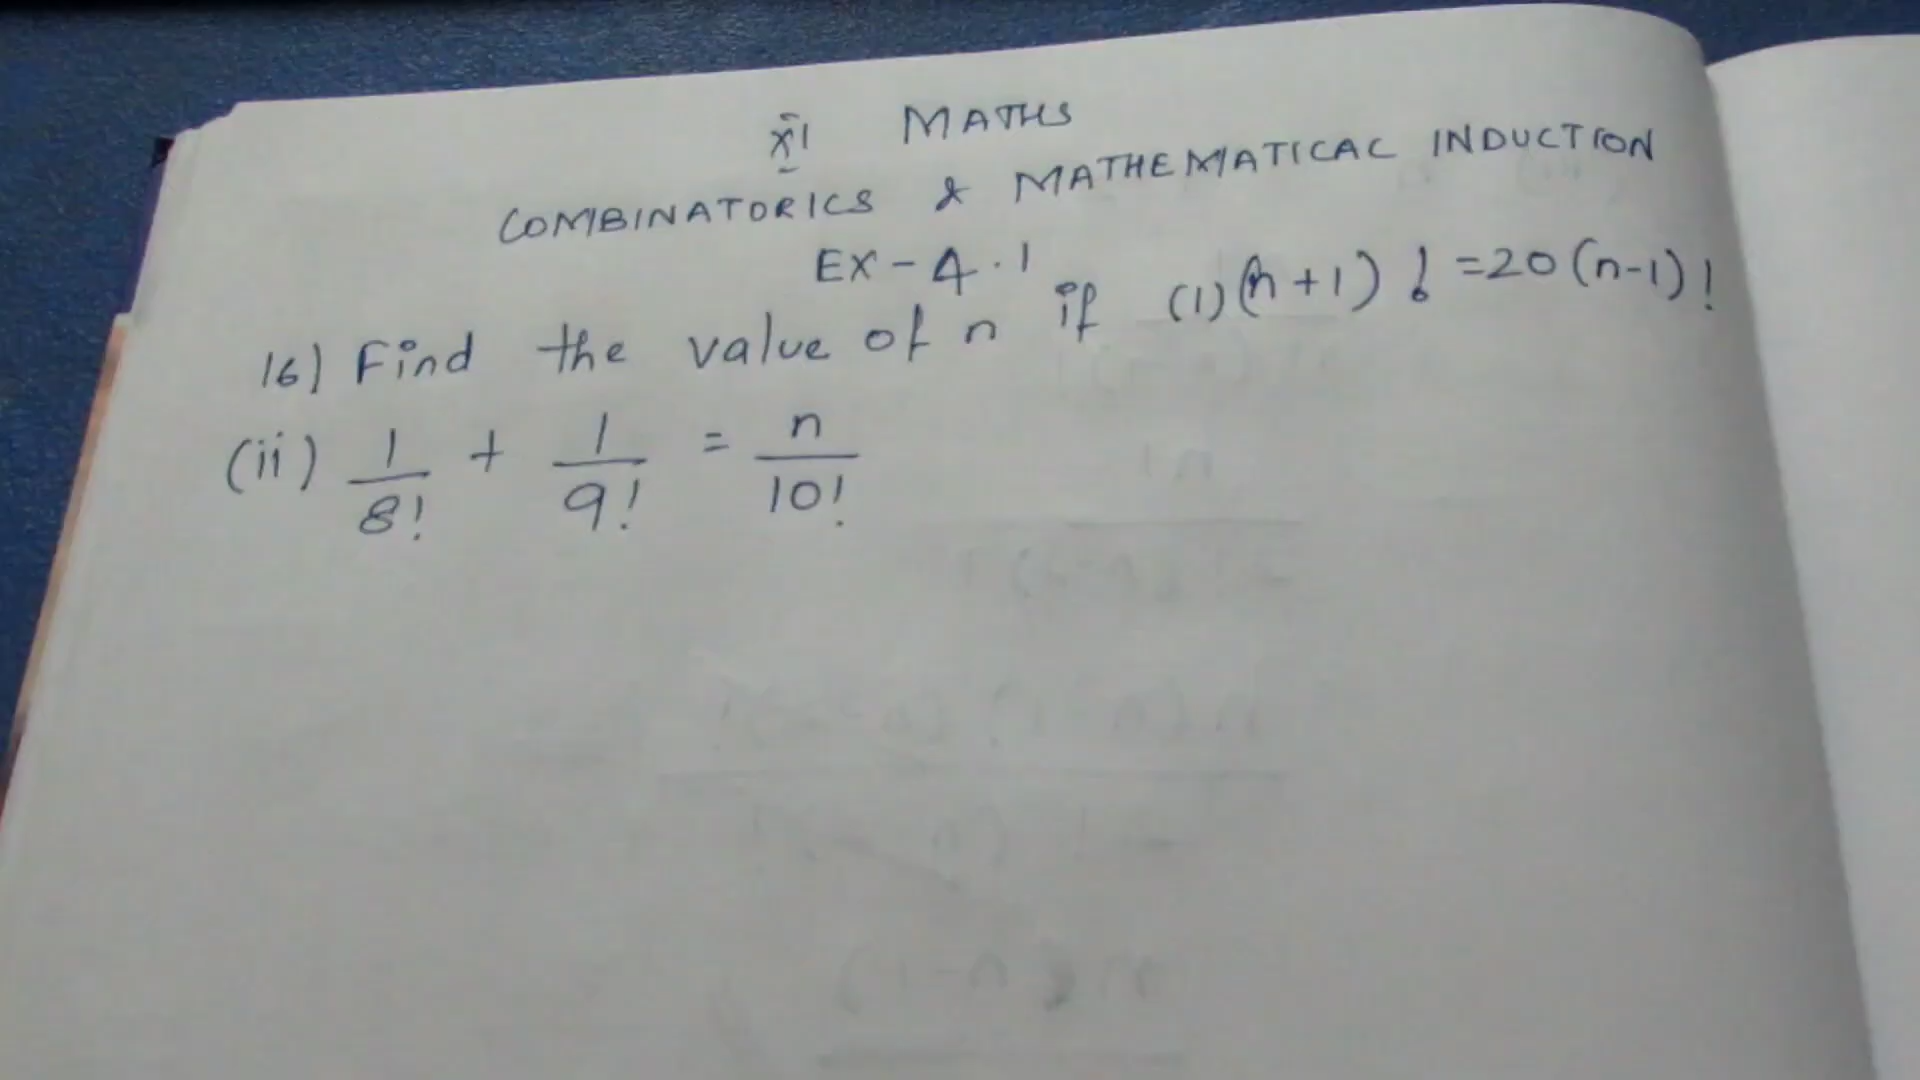 XI MATHS
COMBINATORICS & MATHEMATICAL INDUCTION
EX-4.1
16) Find the value of n if (1) (n+1)! =20(n-1)!
(ii) 1/8! + 1/9! = n/10!